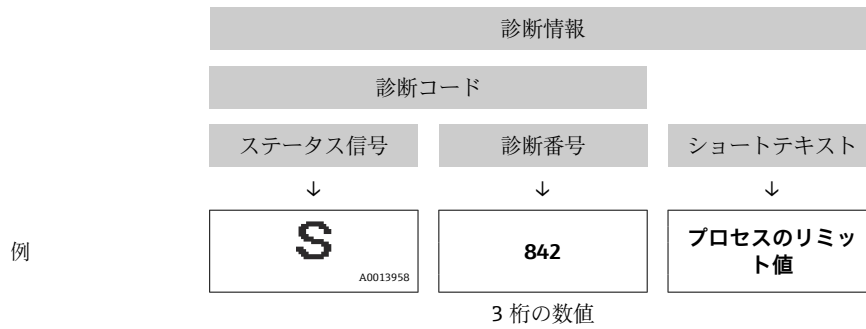 診断情報
診断コード
ステータス信号 診断番号 ショートテキスト
↓ ↓ ↓
例 S 842 プロセスのリミッ
ト値
A0013958
3 桁の数値